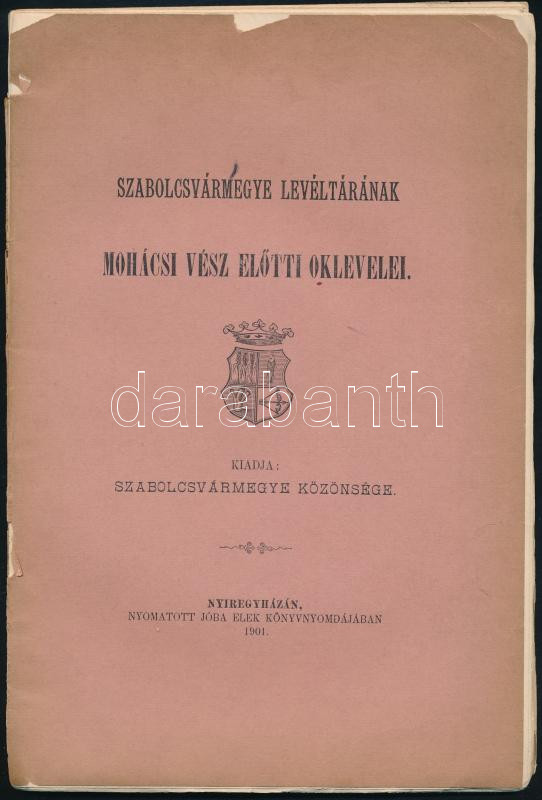 SZABOLCSVÁRMEGYE LEVÉLTÁRÁNAK
MOHÁCSI VÉSZ ELŐTTI OKLEVELEI.
darabanth
KIADJA:
SZABOLCSVÁRMEGYE KÖZÖNSÉGE.
NYIREGYHÁZÁN,
NYOMATOTT JÓBA ELEK KÖNYVNYOMDÁJÁBAN
1901.